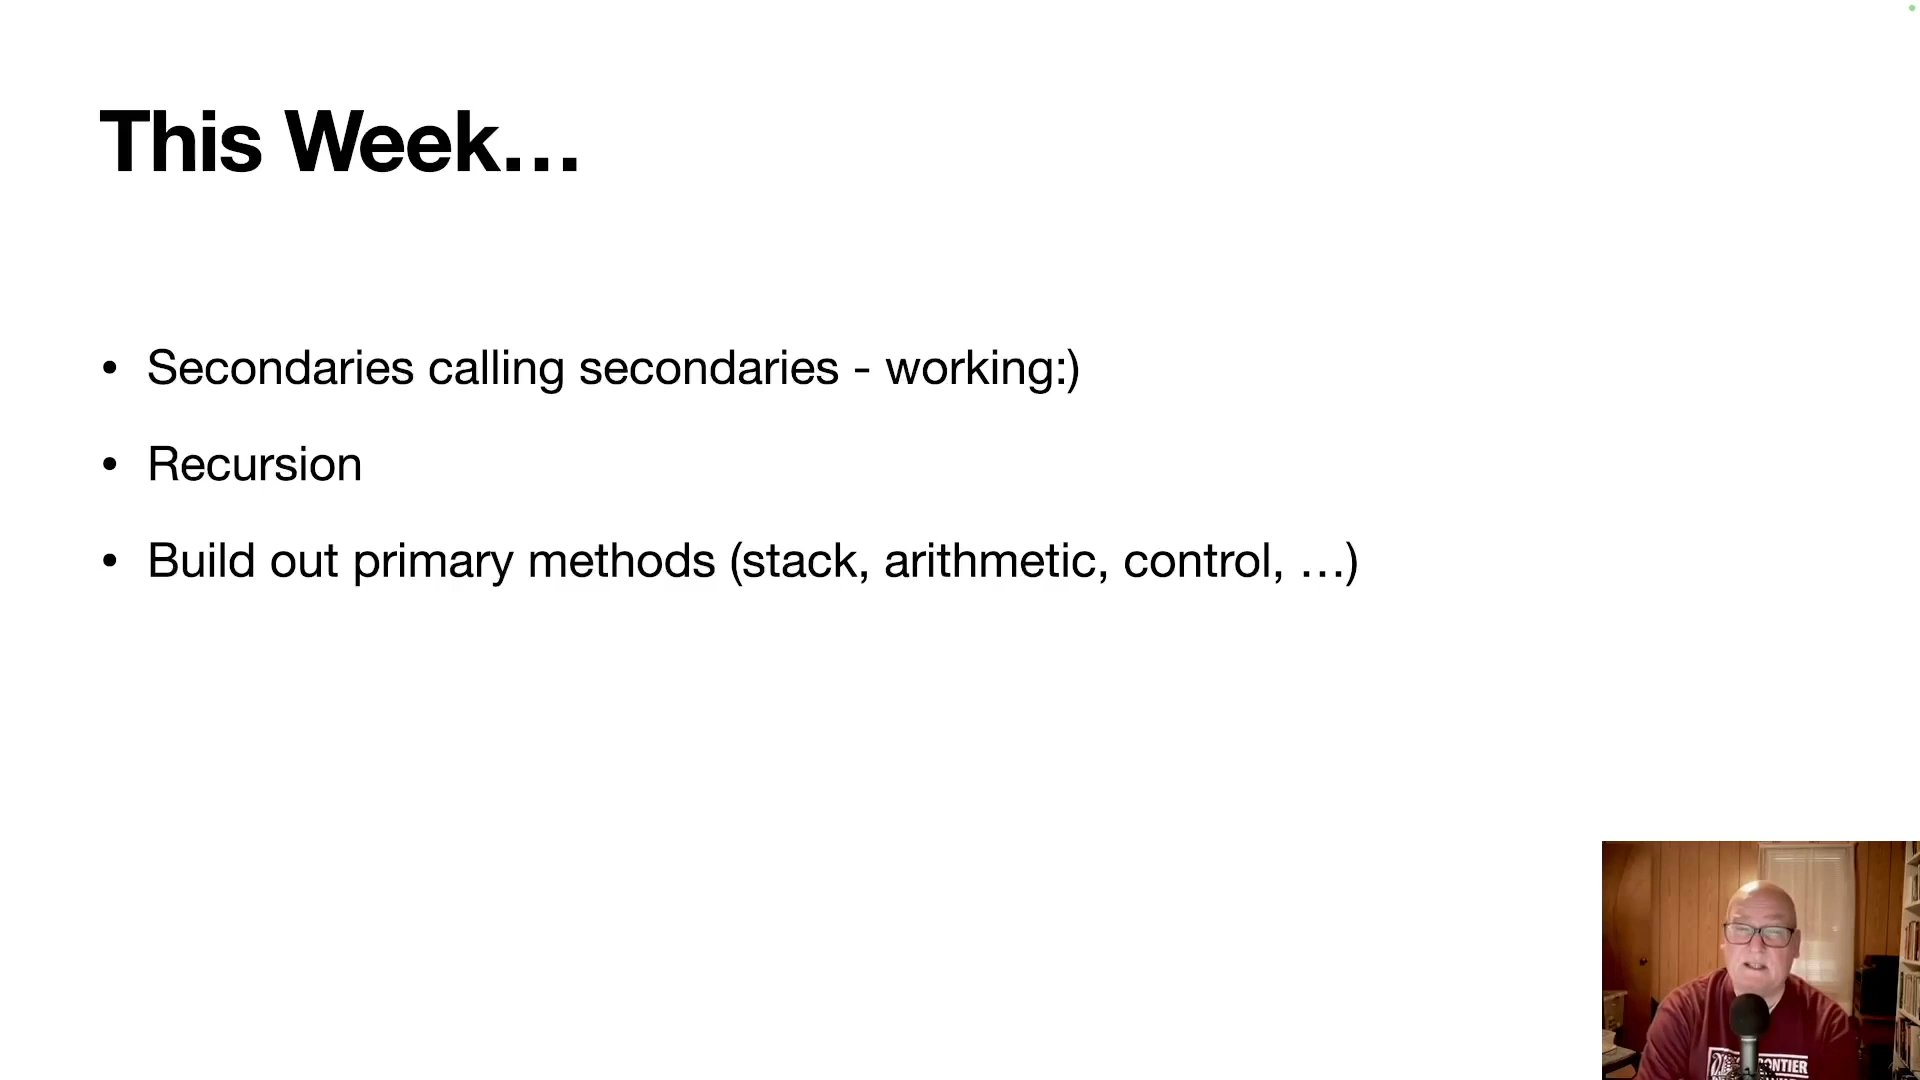 This Week…
• Secondaries calling secondaries - working:)
• Recursion
• Build out primary methods (stack, arithmetic, control, …)